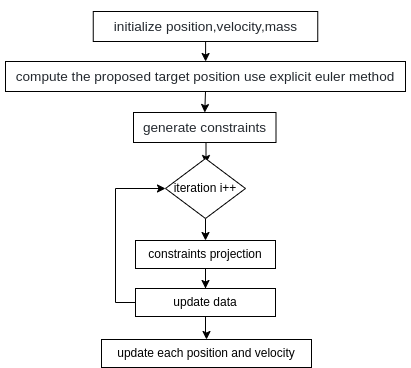 initialize position,velocity,mass
compute the proposed target position use explicit euler method
generate constraints
iteration i++
constraints projection
update data
update each position and velocity